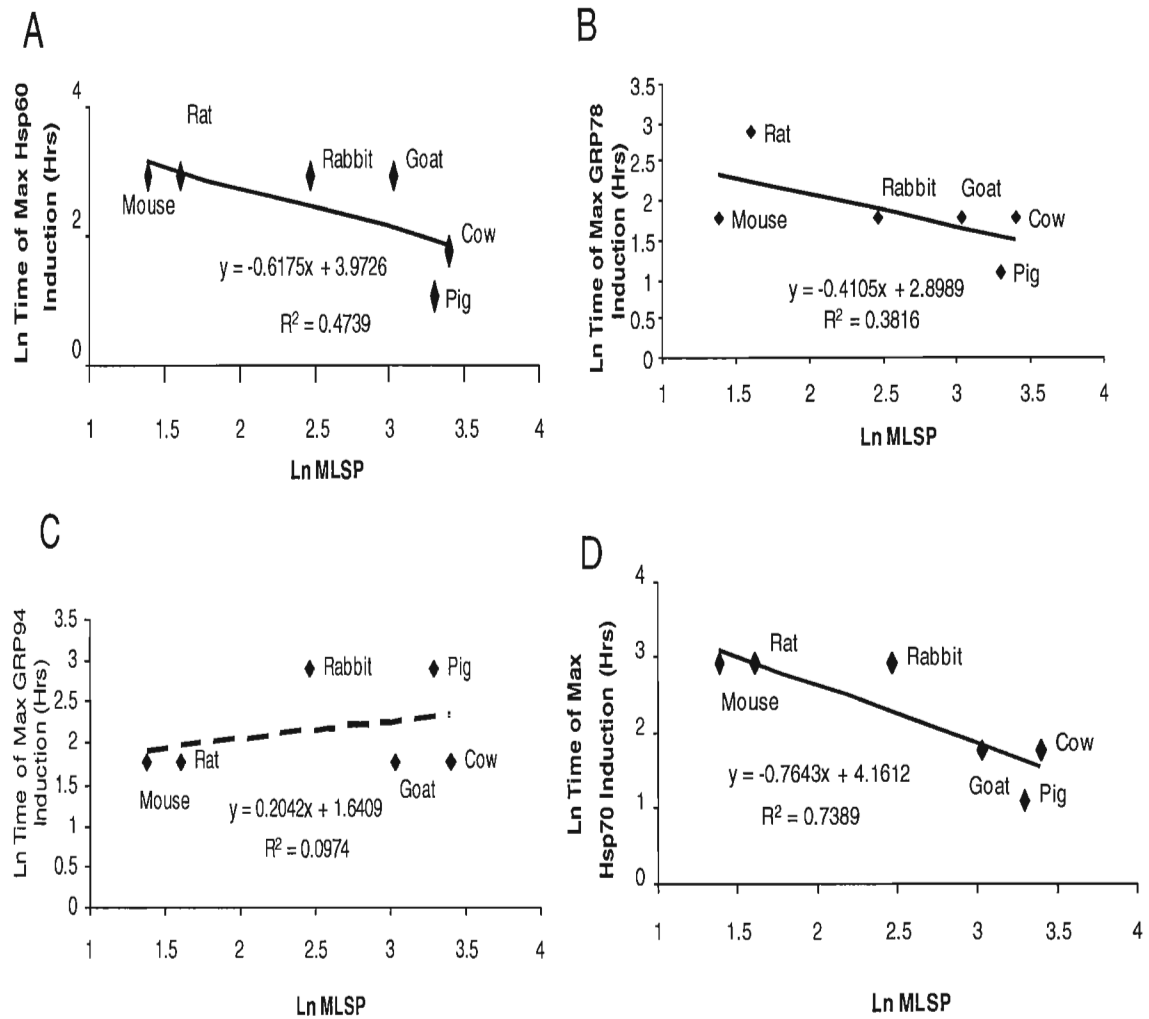 A
Ln Time of Max Hsp60
Induction (Hrs)
4
2
0
Rat
Rabbit
Goat
Mouse
Cow
y = -0.6175x + 3.9726
Pig
R² = 0.4739
1 1.5 2 2.5 3 3.5 4
Ln MLSP
B
Ln Time of Max GRP78
Induction (Hrs)
3.5
3
2.5
2
1.5
1
0.5
0
Rat
Rabbit Goat
Mouse
Cow
Pig
y = -0.4105x + 2.8989
R² = 0.3816
1 1.5 2 2.5 3 3.5 4
Ln MLSP
C
Ln Time of Max GRP94
Induction (Hrs)
3.5
3
2.5
2
1.5
1
0.5
0
Rabbit
Pig
Rat
Cow
Mouse
Goat
y = 0.2042x + 1.6409
R² = 0.0974
1 1.5 2 2.5 3 3.5 4
Ln MLSP
D
Ln Time of Max
Hsp70 Induction (Hrs)
4
3
2
1
0
Rat
Rabbit
Mouse
Cow
y = -0.7643x + 4.1612
Goat
Pig
R² = 0.7389
1 1.5 2 2.5 3 3.5 4
Ln MLSP